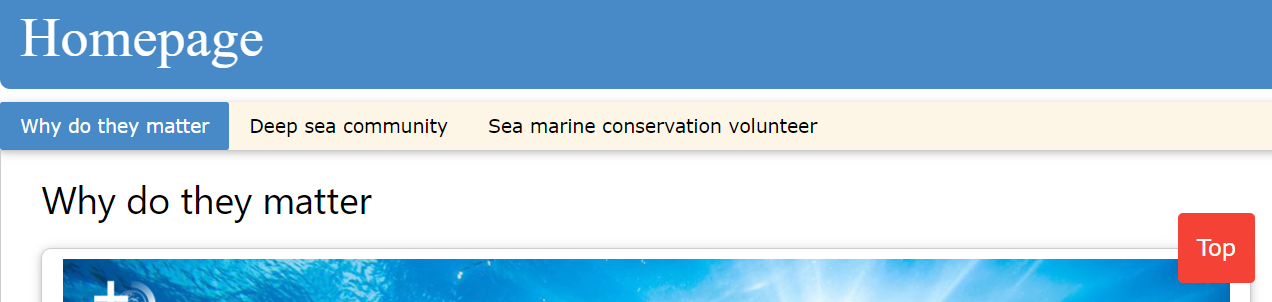 Homepage
Why do they matter Deep sea community Sea marine conservation volunteer
Why do they matter
Top